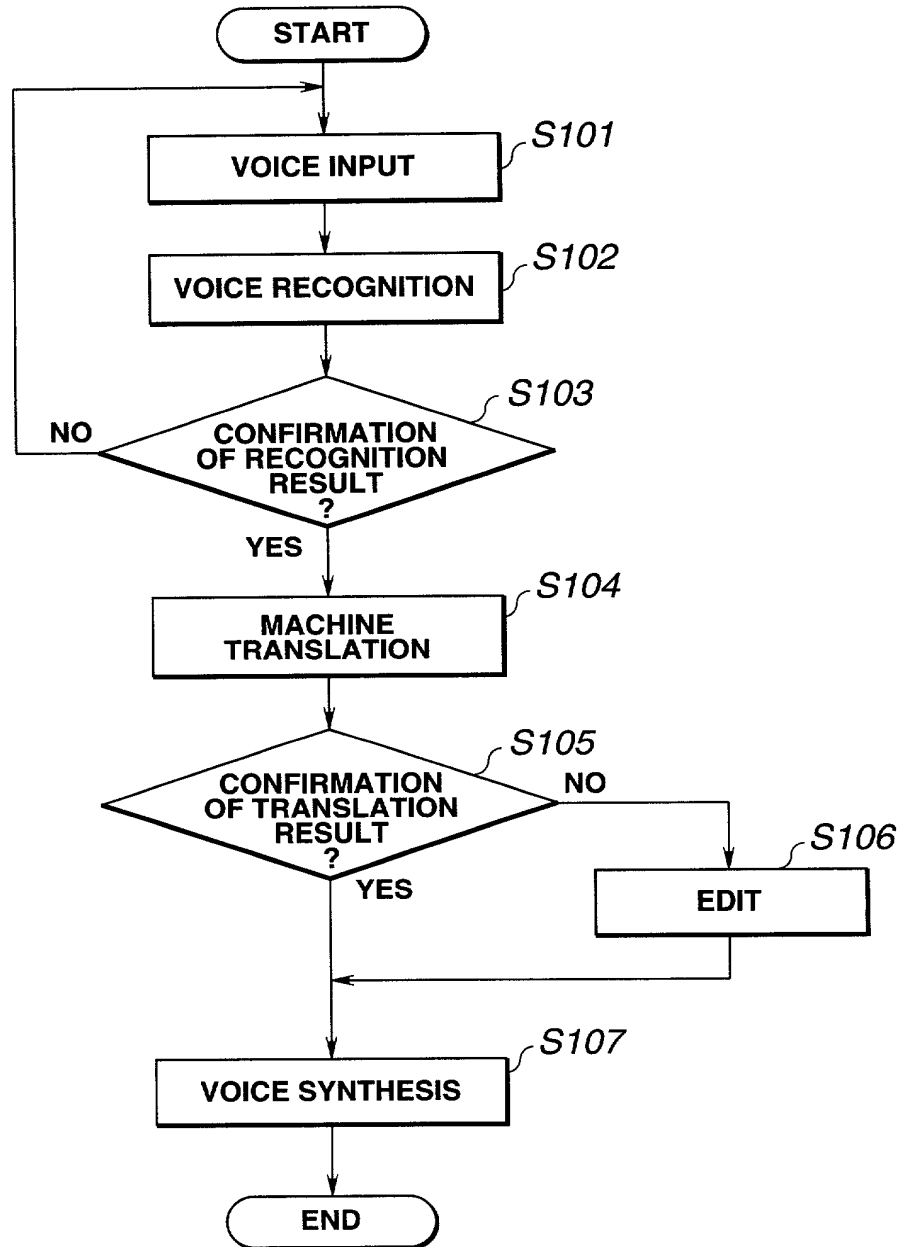 START
S101
VOICE INPUT
S102
VOICE RECOGNITION
S103
NO
CONFIRMATION
OF RECOGNITION
RESULT
?
YES
S104
MACHINE
TRANSLATION
S105
NO
CONFIRMATION
OF TRANSLATION
RESULT
?
YES
S106
EDIT
S107
VOICE SYNTHESIS
END